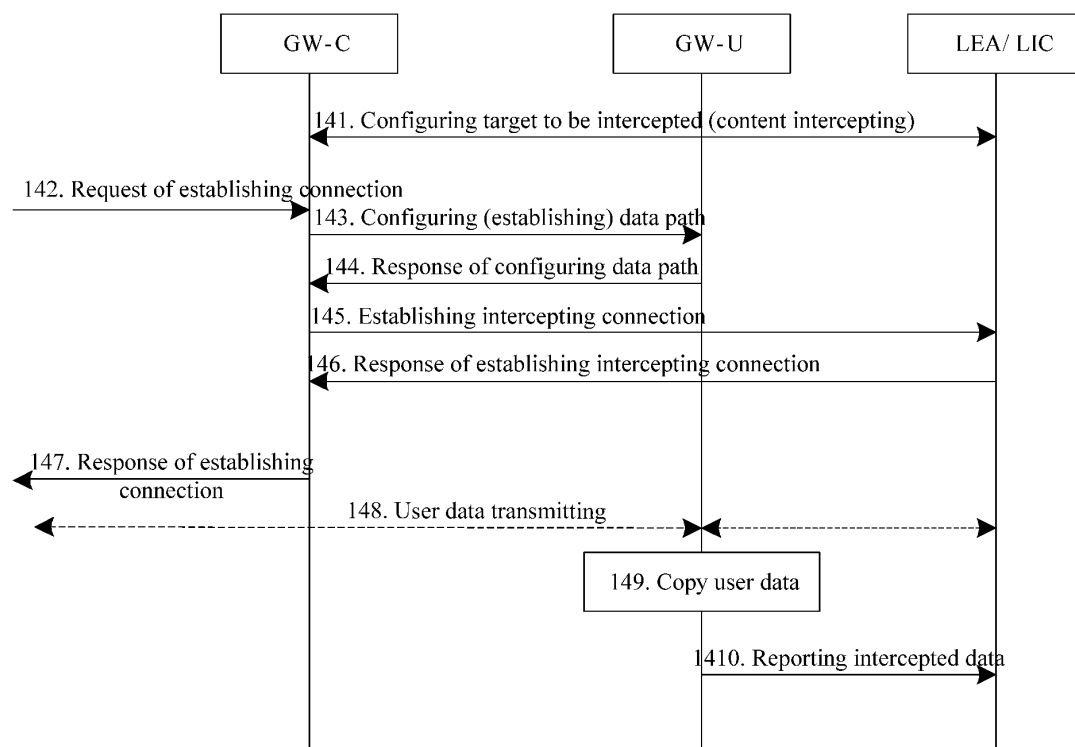 GW-C GW-U LEA/ LIC
141. Configuring target to be intercepted (content intercepting)
142. Request of establishing connection
143. Configuring (establishing) data path
144. Response of configuring data path
145. Establishing intercepting connection
146. Response of establishing intercepting connection
147. Response of establishing
connection
148. User data transmitting
149. Copy user data
1410. Reporting intercepted data